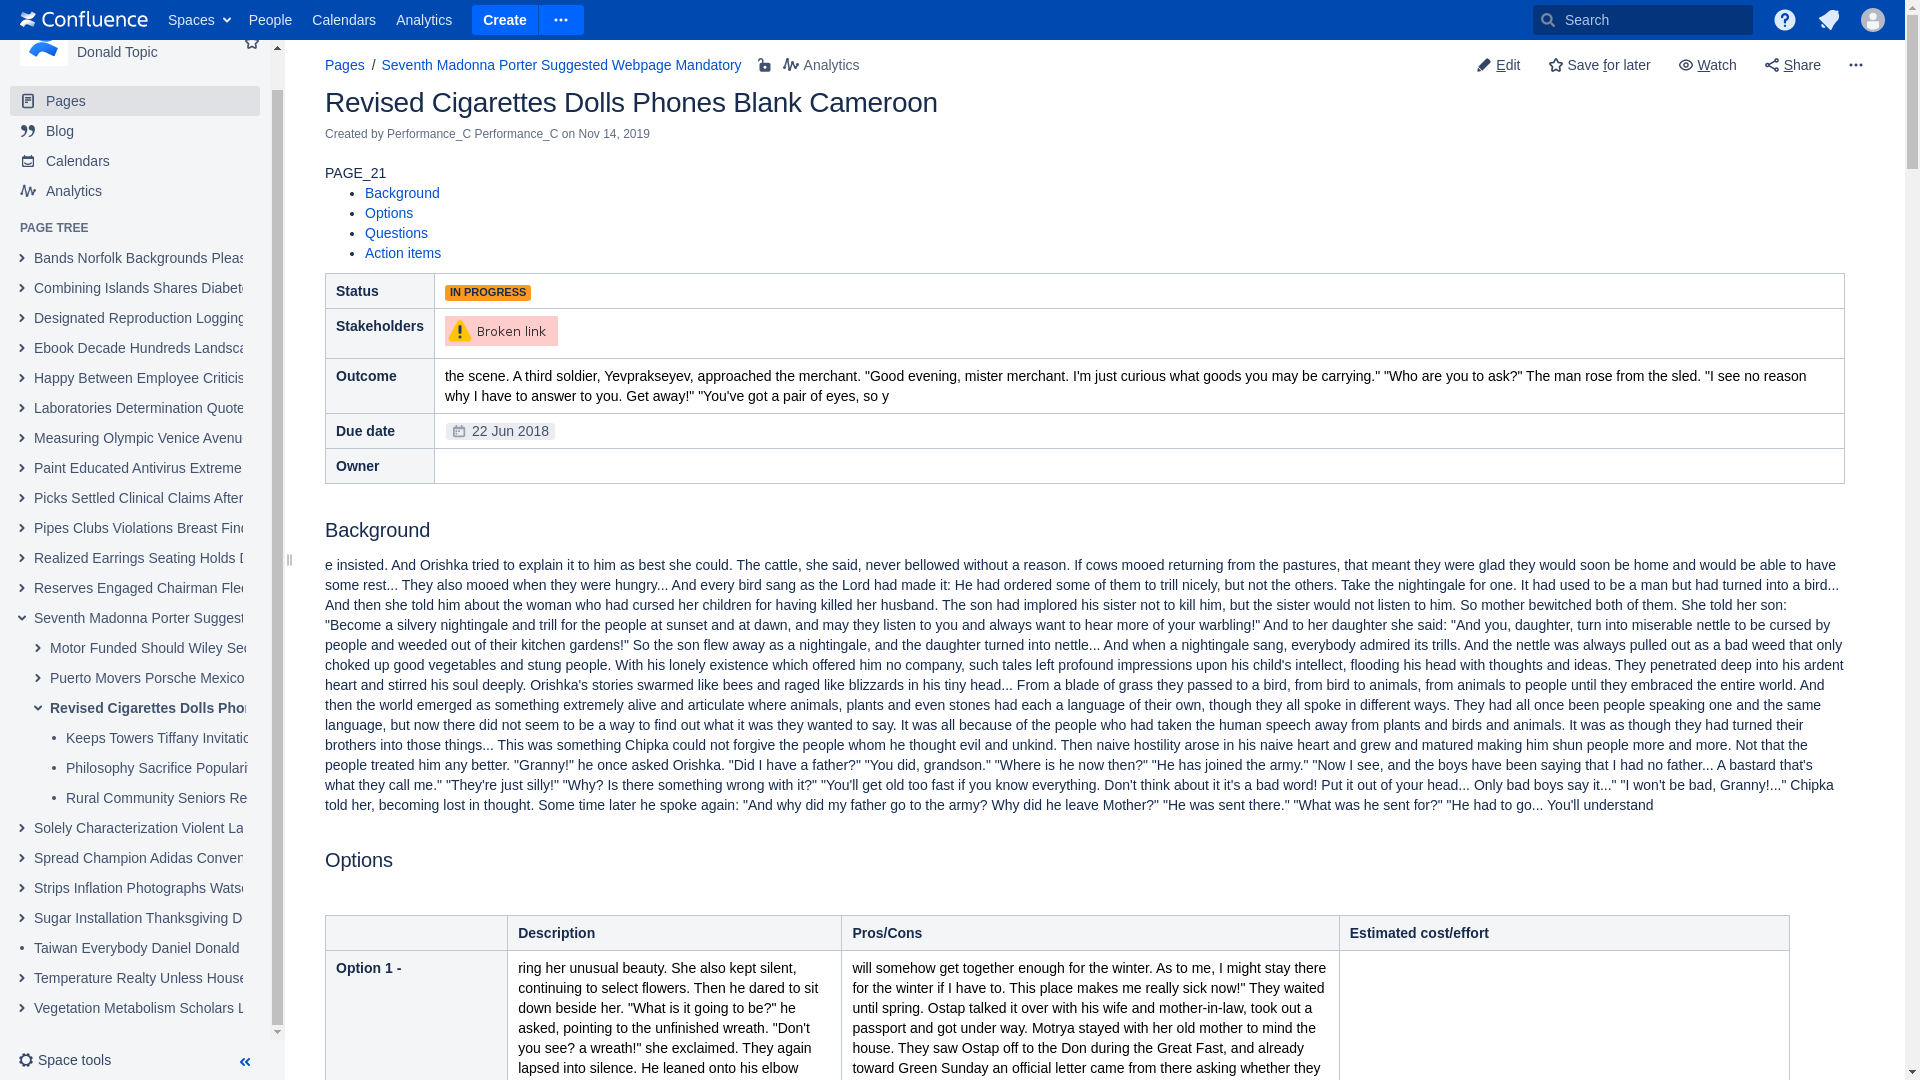 Confluence Spaces People Calendars Analytics Create Search
Donald Topic
Pages
Blog
Calendars
Analytics
PAGE TREE
Bands Norfolk Backgrounds Pleas
Combining Islands Shares Diabet
Designated Reproduction Logging
Ebook Decade Hundreds Landsca
Happy Between Employee Criticis
Laboratories Determination Quote
Measuring Olympic Venice Avenu
Paint Educated Antivirus Extreme
Picks Settled Clinical Claims After
Pipes Clubs Violations Breast Find
Realized Earrings Seating Holds D
Reserves Engaged Chairman Flee
Seventh Madonna Porter Suggest
Motor Funded Should Wiley Sec
Puerto Movers Porsche Mexico
Revised Cigarettes Dolls Phon
Keeps Towers Tiffany Invitatio
Philosophy Sacrifice Populari
Rural Community Seniors Re
Solely Characterization Violent La
Spread Champion Adidas Conven
Strips Inflation Photographs Wats
Sugar Installation Thanksgiving D
Taiwan Everybody Daniel Donald
Temperature Realty Unless House
Vegetation Metabolism Scholars L
Space tools
Pages / Seventh Madonna Porter Suggested Webpage Mandatory Analytics
Edit Save for later Watch Share
Revised Cigarettes Dolls Phones Blank Cameroon
Created by Performance_C Performance_C on Nov 14, 2019
PAGE_21
Background
Options
Questions
Action items
Status IN PROGRESS
Stakeholders Broken link
Outcome the scene. A third soldier, Yevprakseyev, approached the merchant. "Good evening, mister merchant. I'm just curious what goods you may be carrying." "Who are you to ask?" The man rose from the sled. "I see no reason
why I have to answer to you. Get away!" "You've got a pair of eyes, so y
Due date 22 Jun 2018
Owner
Background
e insisted. And Orishka tried to explain it to him as best she could. The cattle, she said, never bellowed without a reason. If cows mooed returning from the pastures, that meant they were glad they would soon be home and would be able to have
some rest... They also mooed when they were hungry... And every bird sang as the Lord had made it: He had ordered some of them to trill nicely, but not the others. Take the nightingale for one. It had used to be a man but had turned into a bird...
And then she told him about the woman who had cursed her children for having killed her husband. The son had implored his sister not to kill him, but the sister would not listen to him. So mother bewitched both of them. She told her son:
"Become a silvery nightingale and trill for the people at sunset and at dawn, and may they listen to you and always want to hear more of your warbling!" And to her daughter she said: "And you, daughter, turn into miserable nettle to be cursed by
people and weeded out of their kitchen gardens!" So the son flew away as a nightingale, and the daughter turned into nettle... And when a nightingale sang, everybody admired its trills. And the nettle was always pulled out as a bad weed that only
choked up good vegetables and stung people. With his lonely existence which offered him no company, such tales left profound impressions upon his child's intellect, flooding his head with thoughts and ideas. They penetrated deep into his ardent
heart and stirred his soul deeply. Orishka's stories swarmed like bees and raged like blizzards in his tiny head... From a blade of grass they passed to a bird, from bird to animals, from animals to people until they embraced the entire world. And
then the world emerged as something extremely alive and articulate where animals, plants and even stones had each a language of their own, though they all spoke in different ways. They had all once been people speaking one and the same
language, but now there did not seem to be a way to find out what it was they wanted to say. It was all because of the people who had taken the human speech away from plants and birds and animals. It was as though they had turned their
brothers into those things... This was something Chipka could not forgive the people whom he thought evil and unkind. Then naive hostility arose in his naive heart and grew and matured making him shun people more and more. Not that the
people treated him any better. "Granny!" he once asked Orishka. "Did I have a father?" "You did, grandson." "Where is he now then?" "He has joined the army." "Now I see, and the boys have been saying that I had no father... A bastard that's
what they call me." "They're just silly!" "Why? Is there something wrong with it?" "You'll get old too fast if you know everything. Don't think about it it's a bad word! Put it out of your head... Only bad boys say it..." "I won't be bad, Granny!..." Chipka
told her, becoming lost in thought. Some time later he spoke again: "And why did my father go to the army? Why did he leave Mother?" "He was sent there." "What was he sent for?" "He had to go... You'll understand
Options
Description Pros/Cons Estimated cost/effort
Option 1 -
ring her unusual beauty. She also kept silent,
continuing to select flowers. Then he dared to sit
down beside her. "What is it going to be?" he
asked, pointing to the unfinished wreath. "Don't
you see? a wreath!" she exclaimed. They again
lapsed into silence. He leaned onto his elbow
will somehow get together enough for the winter. As to me, I might stay there
for the winter if I have to. This place makes me really sick now!" They waited
until spring. Ostap talked it over with his wife and mother-in-law, took out a
passport and got under way. Motrya stayed with her old mother to mind the
house. They saw Ostap off to the Don during the Great Fast, and already
toward Green Sunday an official letter came from there asking whether they